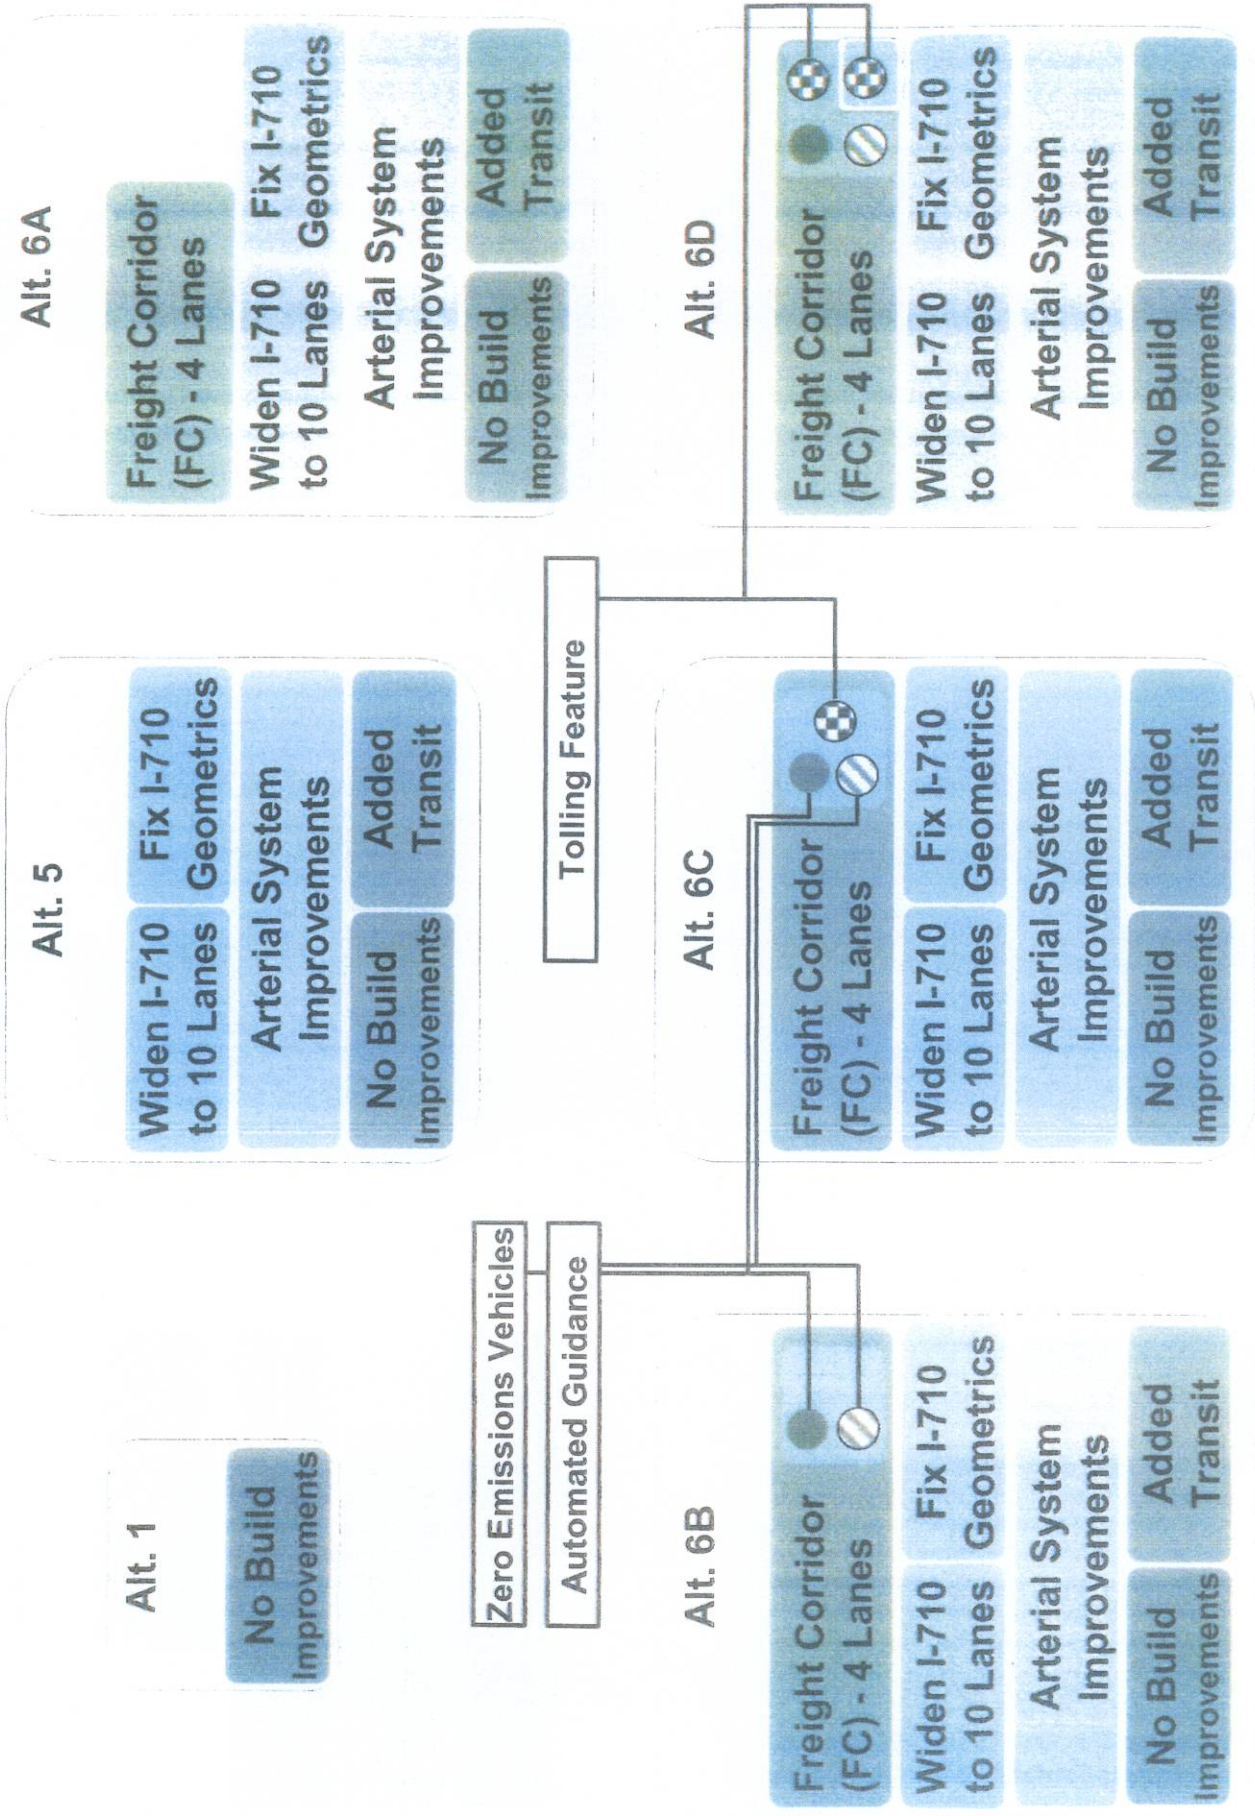 Alt. 1
No Build
Improvements
Alt. 5
Widen I-710
to 10 Lanes
Fix I-710
Geometrics
Arterial System
Improvements
No Build
Improvements
Added
Transit
Alt. 6A
Freight Corridor
(FC) - 4 Lanes
Widen I-710
to 10 Lanes
Fix I-710
Geometrics
Arterial System
Improvements
No Build
Improvements
Added
Transit
Zero Emissions Vehicles
Automated Guidance
Tolling Feature
Alt. 6B
Freight Corridor
(FC) - 4 Lanes
Widen I-710
to 10 Lanes
Fix I-710
Geometrics
Arterial System
Improvements
No Build
Improvements
Added
Transit
Alt. 6C
Freight Corridor
(FC) - 4 Lanes
Widen I-710
to 10 Lanes
Fix I-710
Geometrics
Arterial System
Improvements
No Build
Improvements
Added
Transit
Alt. 6D
Freight Corridor
(FC) - 4 Lanes
Widen I-710
to 10 Lanes
Fix I-710
Geometrics
Arterial System
Improvements
No Build
Improvements
Added
Transit